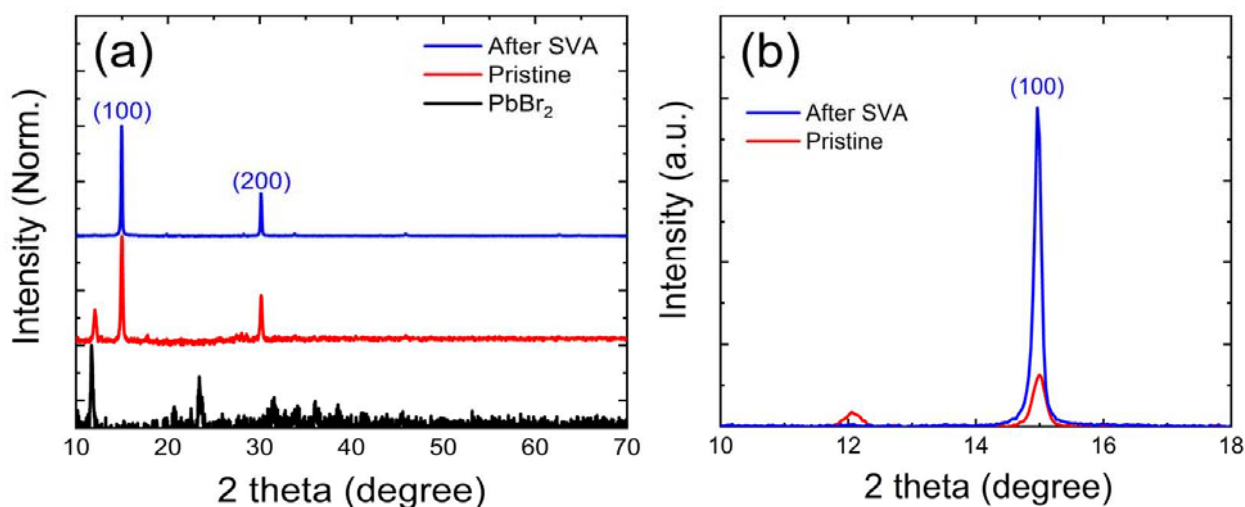 (a)
After SVA
Pristine
PbBr₂
(100)
(200)
Intensity (Norm.)
10 20 30 40 50 60 70
2 theta (degree)
(b)
After SVA
Pristine
(100)
Intensity (a.u.)
10 12 14 16 18
2 theta (degree)